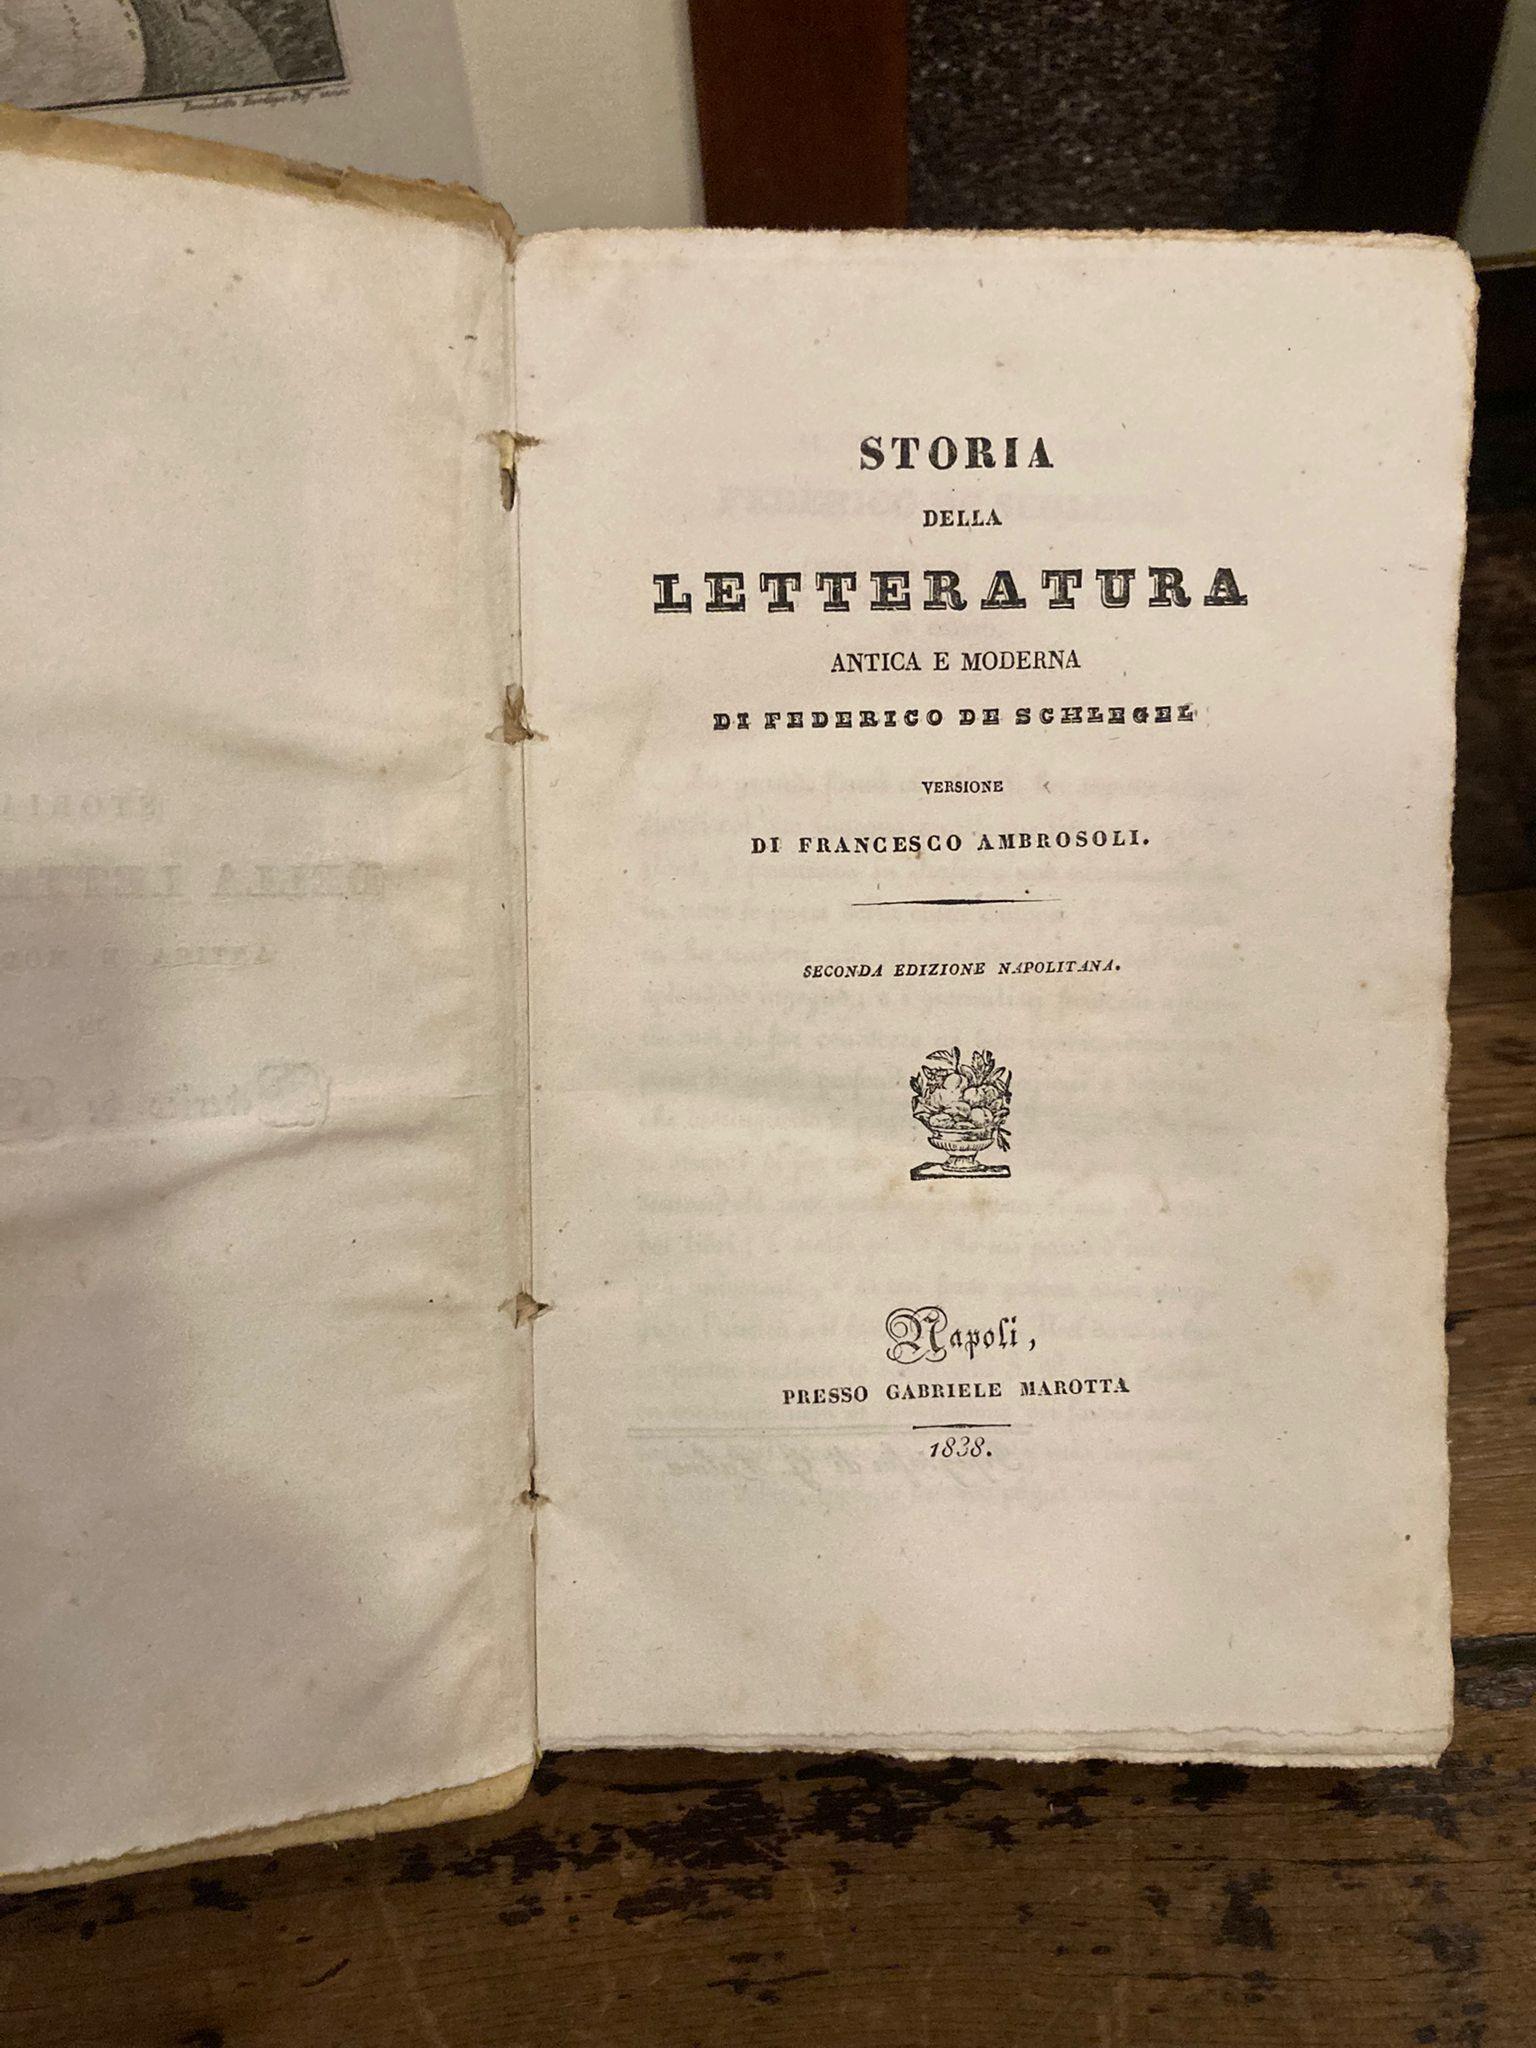 STORIA
DELLA
LETTERATURA
ANTICA E MODERNA
DI FEDERICO DE SCHLEGEL
VERSIONE
DI FRANCESCO AMBROSOLI.
SECONDA EDIZIONE NAPOLITANA.
Napoli,
PRESSO GABRIELE MAROTTA
1838.